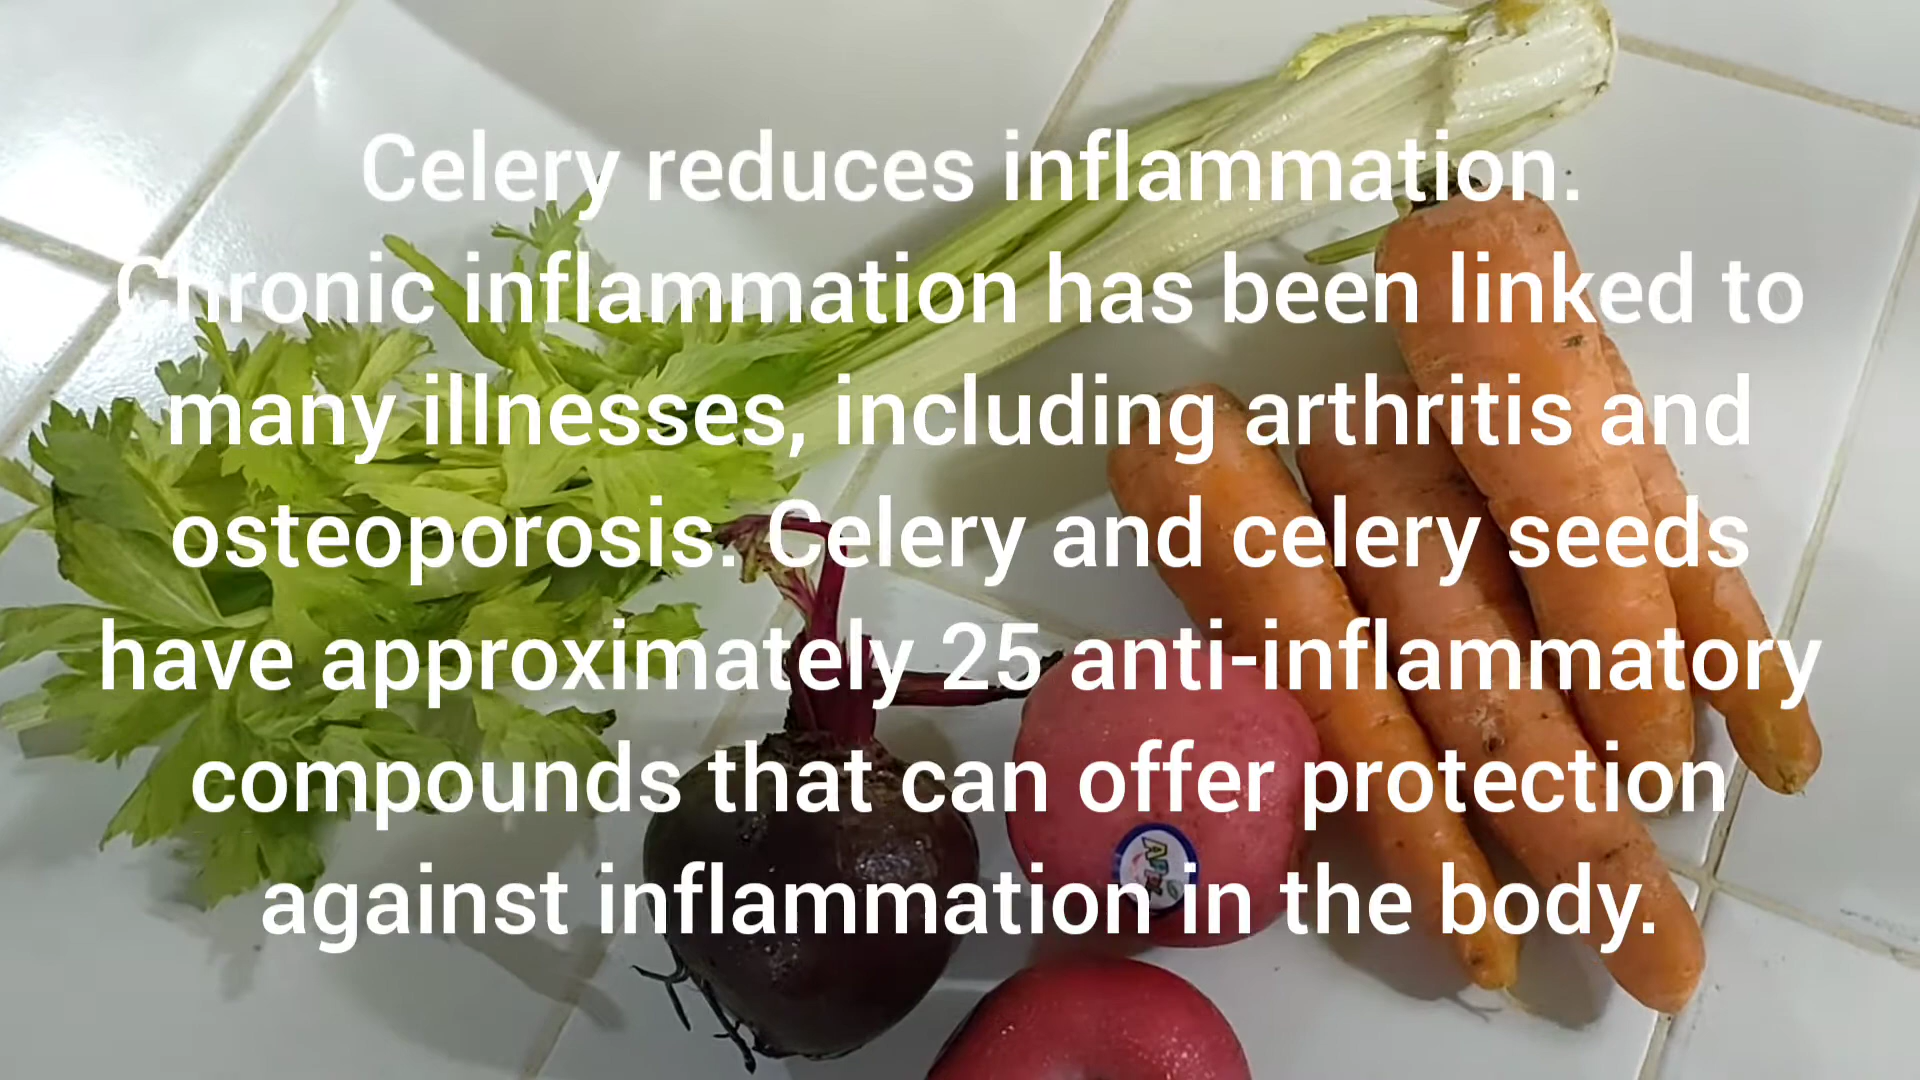 Celery reduces inflammation.
Chronic inflammation has been linked to
many illnesses, including arthritis and
osteoporosis. Celery and celery seeds
have approximately 25 anti-inflammatory
compounds that can offer protection
against inflammation in the body.